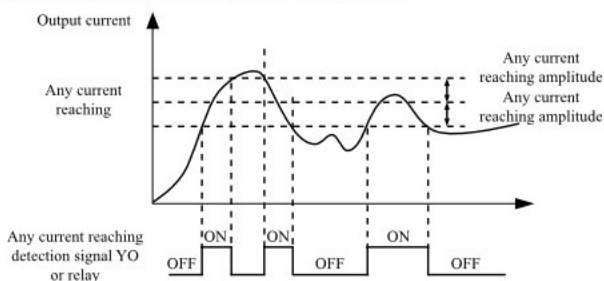 Output current
Any current
reaching amplitude
Any current
reaching
Any current
reaching amplitude
Any current reaching
detection signal YO
or relay
OFF
ON
ON
OFF
ON
OFF